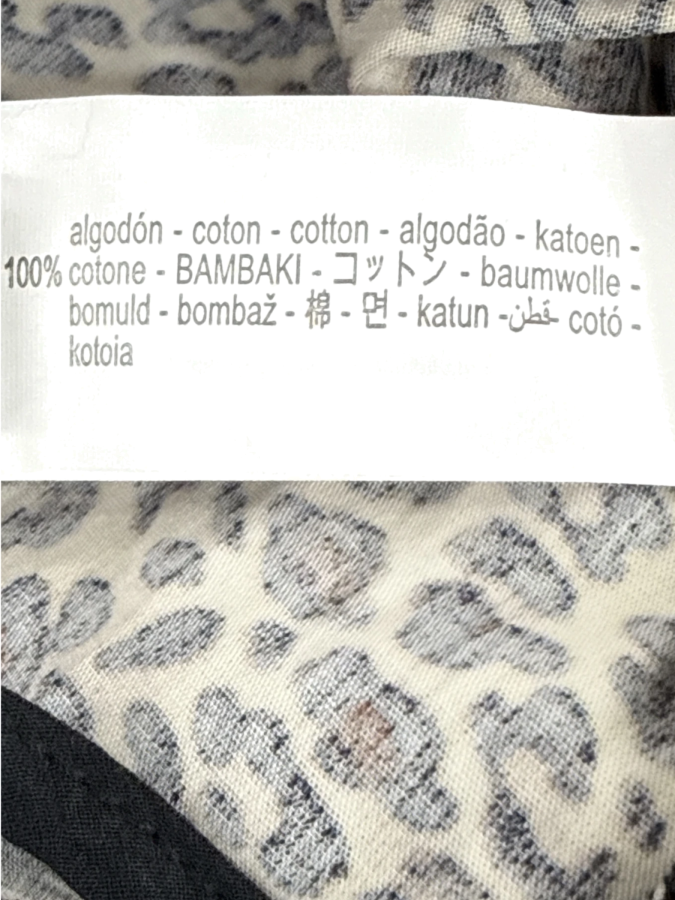 algodón - coton - cotton - algodão - katoen -
100% cotone - BAMBAKI - コットン - baumwolle -
bomuld - bombaž - 棉 - 면 - katun -قطن- cotó -
kotoia